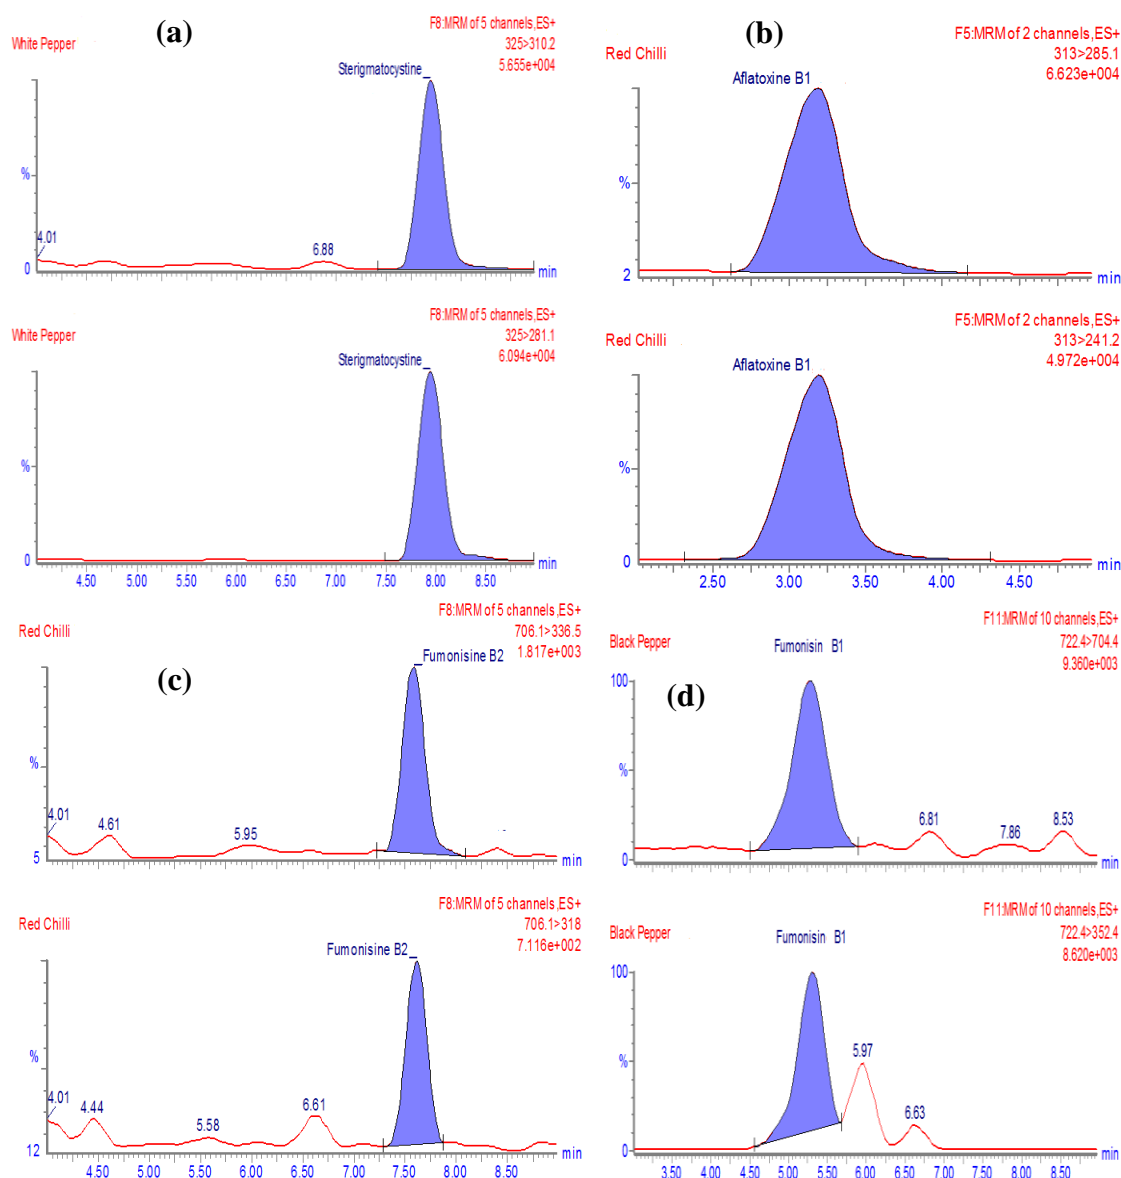 (a)
White Pepper
F8:MRM of 5 channels,ES+
325>310.2
5.655e+004
Sterigmatocystine_
%
4.01
6.88
0
min
White Pepper
F8:MRM of 5 channels,ES+
325>281.1
6.094e+004
Sterigmatocystine_
%
0
min
4.50 5.00 5.50 6.00 6.50 7.00 7.50 8.00 8.50
(b)
Red Chilli
F5:MRM of 2 channels,ES+
313>285.1
6.623e+004
Aflatoxine B1
%
2
min
Red Chilli
F5:MRM of 2 channels,ES+
313>241.2
4.972e+004
Aflatoxine B1
%
0
min
2.50 3.00 3.50 4.00 4.50
(c)
Red Chilli
F8:MRM of 5 channels,ES+
706.1>336.5
1.817e+003
_Fumonisine B2
%
4.01
4.61
5.95
5
min
Red Chilli
F8:MRM of 5 channels,ES+
706.1>318
7.116e+002
Fumonisine B2_
%
4.01
4.44
5.58
6.61
12
min
4.50 5.00 5.50 6.00 6.50 7.00 7.50 8.00 8.50
(d)
Black Pepper
F11:MRM of 10 channels,ES+
722.4>704.4
9.360e+003
Fumonisin B1
100
%
6.81
7.86
8.53
0
min
Black Pepper
F11:MRM of 10 channels,ES+
722.4>352.4
8.620e+003
Fumonisin B1
100
%
5.97
6.63
0
min
3.50 4.00 4.50 5.00 5.50 6.00 6.50 7.00 7.50 8.00 8.50